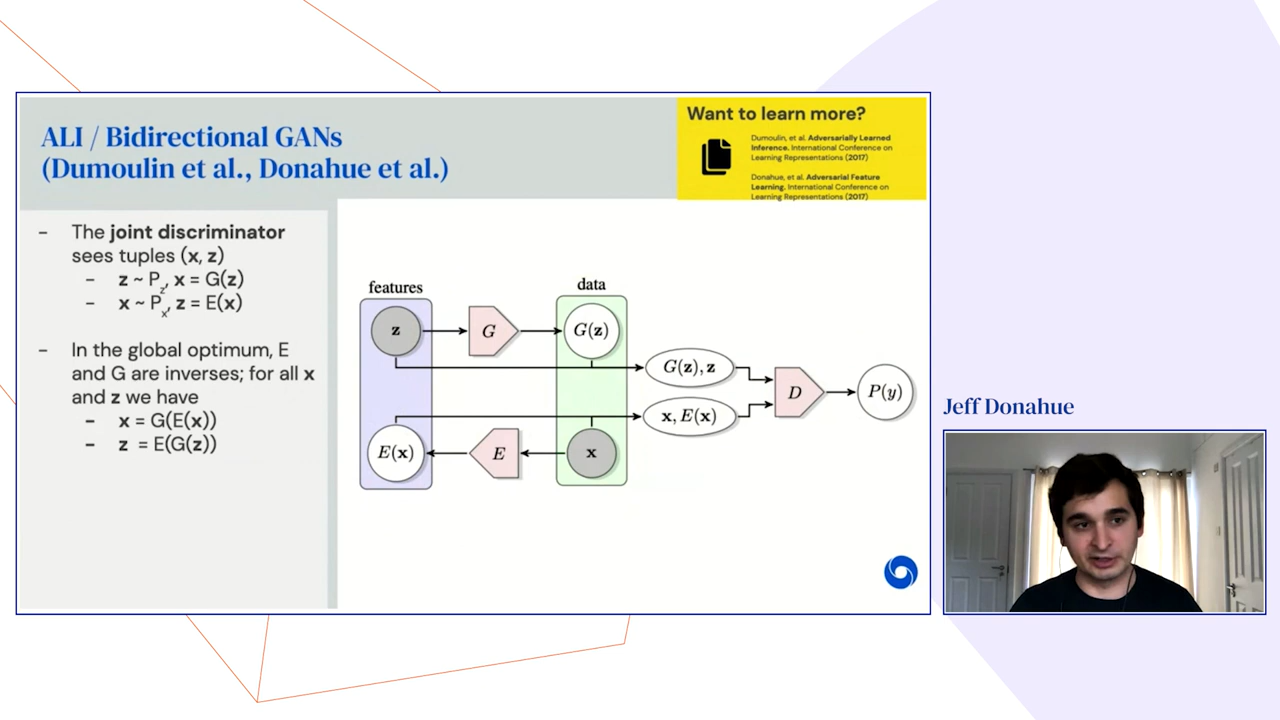 ALI / Bidirectional GANs
(Dumoulin et al., Donahue et al.)
Want to learn more?
Dumoulin, et al. Adversarially Learned
Inference. International Conference on
Learning Representations (2017)
Donahue, et al. Adversarial Feature
Learning. International Conference on
Learning Representations (2017)
- The joint discriminator
sees tuples (x, z)
- z ~ P_z, x = G(z)
- x ~ P_x, z = E(x)
- In the global optimum, E
and G are inverses; for all x
and z we have
- x = G(E(x))
- z = E(G(z))
features
data
z
G
G(z)
G(z), z
D
P(y)
x, E(x)
E(x)
E
x
Jeff Donahue